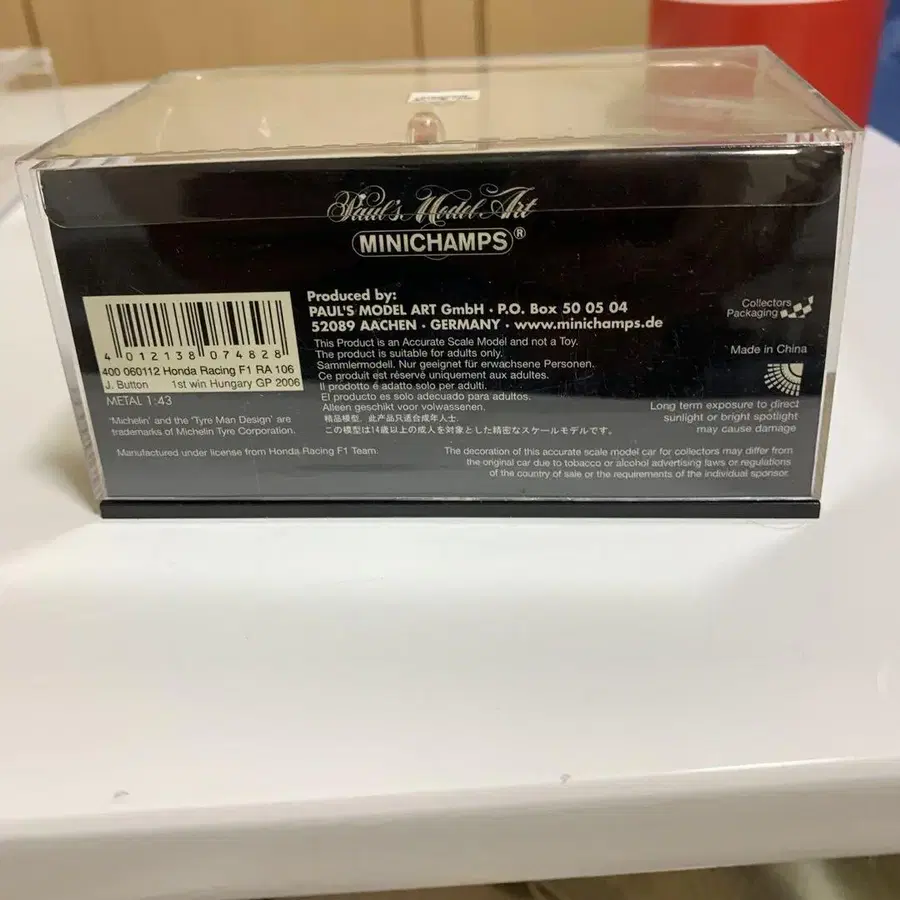 Paul's Model Art
MINICHAMPS®
4 012138 074828
400 060112 Honda Racing F1 RA 106
J. Button 1st win Hungary GP 2006
METAL 1:43
"Michelin' and the 'Tyre Man Design' are
trademarks of Michelin Tyre Corporation.
Manufactured under license from Honda Racing F1 Team.
Produced by:
PAUL'S MODEL ART GmbH · P.O. Box 50 05 04
52089 AACHEN · GERMANY · www.minichamps.de
This Product is an Accurate Scale Model and not a Toy.
The product is suitable for adults only.
Sammlermodell. Nur geeignet für erwachsene Personen.
Ce produit est réservé uniquement aux adultes.
Il prodotto é adatto solo per adulti.
El producto es solo adecuado para adultos.
Alleen geschikt voor volwassenen.
精品模型，此产品只适合成年人士。
この模型は14歳以上の成人を対象とした精密なスケールモデルです。
Collectors
Packaging
Made in China
Long term exposure to direct
sunlight or bright spotlight
may cause damage
The decoration of this accurate scale model car for collectors may differ from
the original car due to tobacco or alcohol advertising laws or regulations
of the country of sale or the requirements of the individual sponsor.